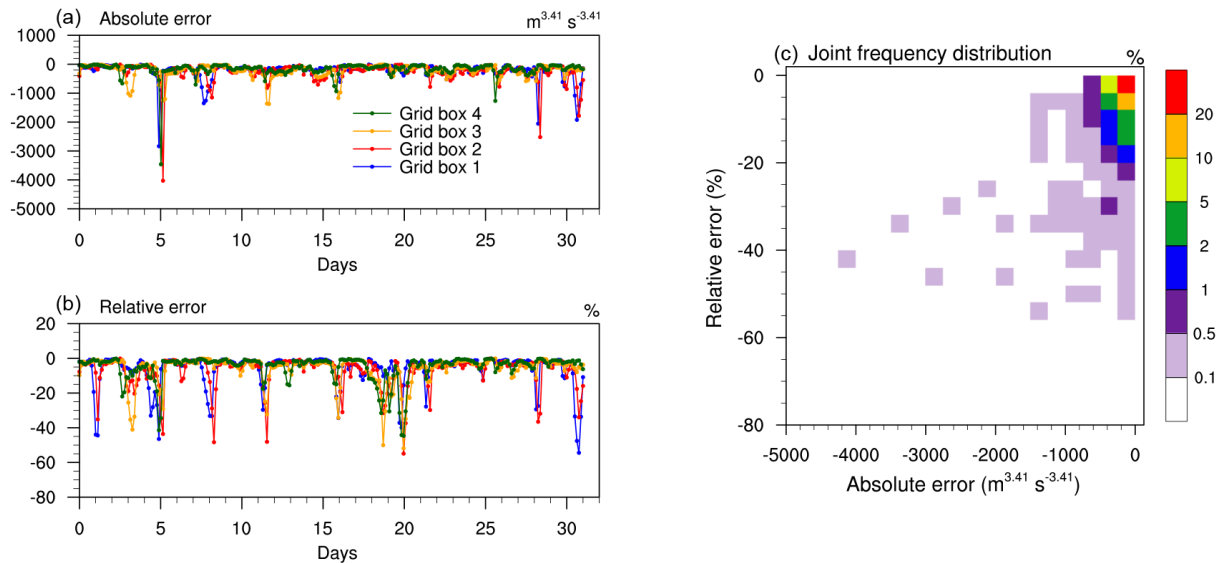 (a) Absolute error m^3.41 s^-3.41
1000
0
-1000
-2000
-3000
-4000
-5000
Grid box 4
Grid box 3
Grid box 2
Grid box 1
0 5 10 15 20 25 30
Days
(b) Relative error %
20
0
-20
-40
-60
-80
0 5 10 15 20 25 30
Days
(c) Joint frequency distribution %
0
-20
-40
-60
-80
Relative error (%)
-5000 -4000 -3000 -2000 -1000 0
Absolute error (m^3.41 s^-3.41)
20
10
5
2
1
0.5
0.1